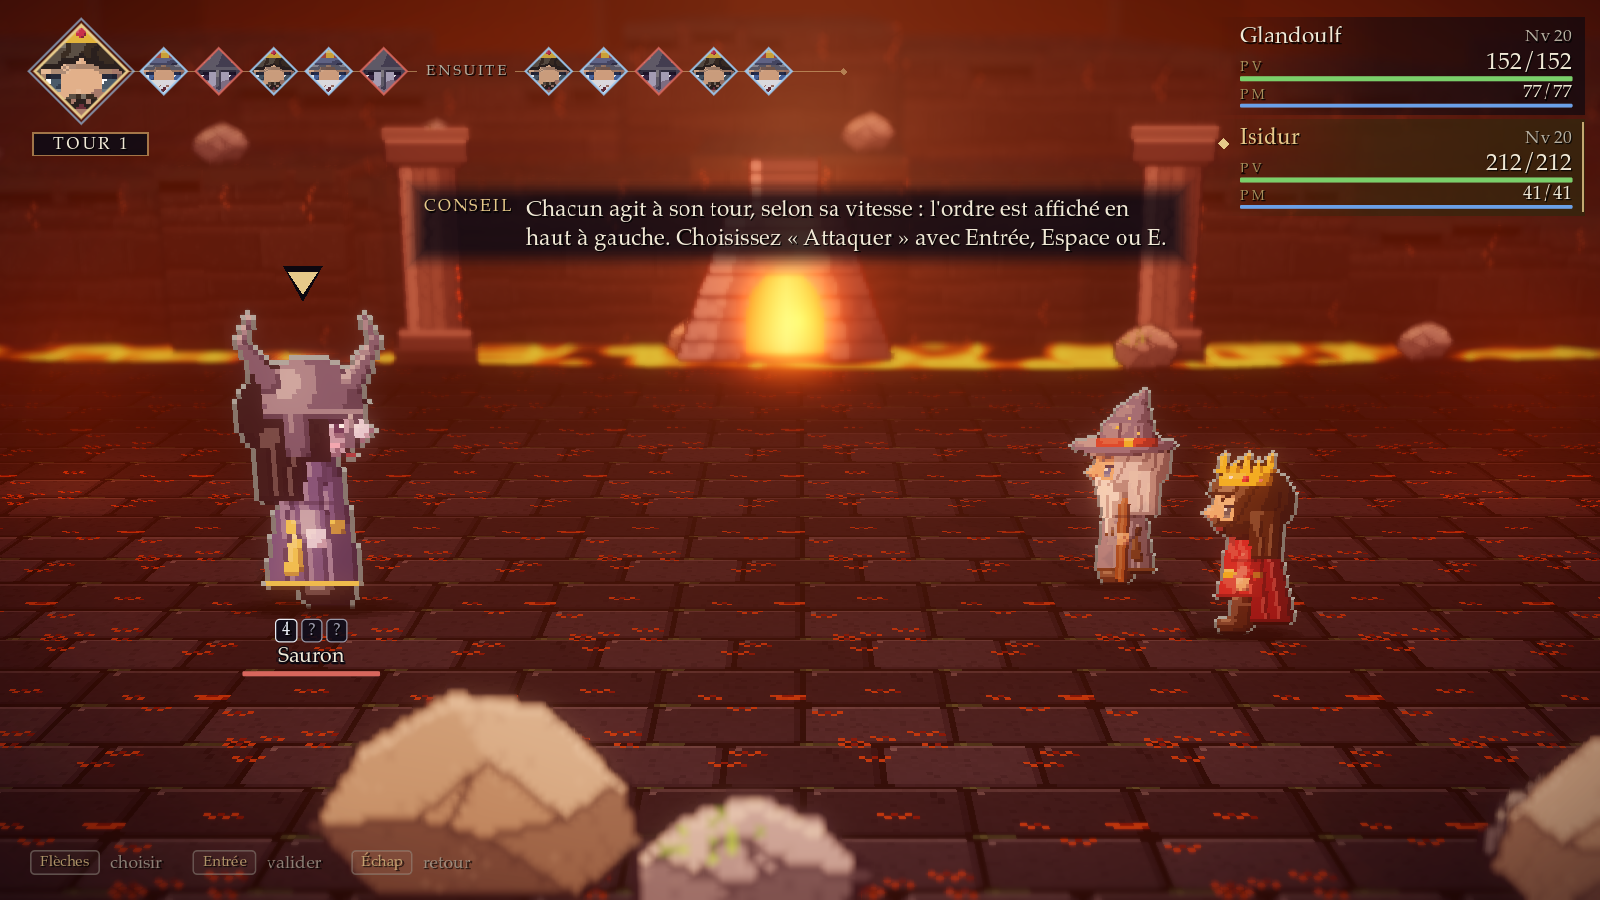 ENSUITE
TOUR 1
Glandoulf Nv 20
PV 152/152
PM 77/77
Isidur Nv 20
PV 212/212
PM 41/41
CONSEIL Chacun agit à son tour, selon sa vitesse : l'ordre est affiché en
haut à gauche. Choisissez « Attaquer » avec Entrée, Espace ou E.
4 ? ?
Sauron
Flèches choisir Entrée valider Échap retour